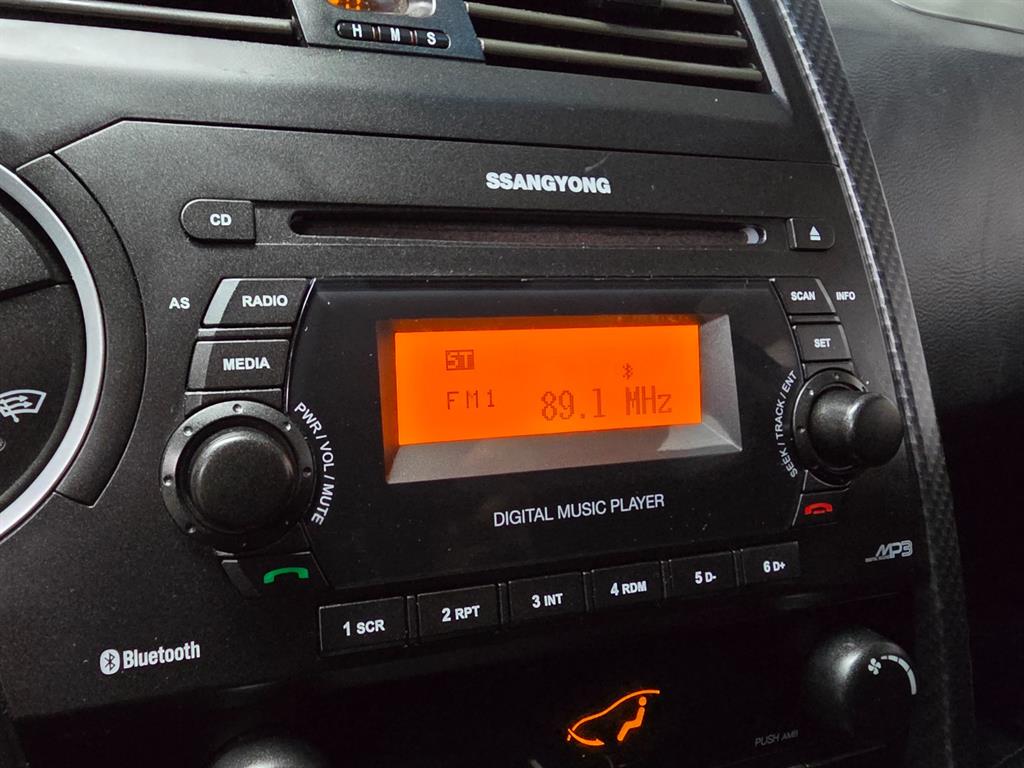 H M S
SSANGYONG
CD
AS
RADIO
SCAN
INFO
MEDIA
SET
ST
FM1 89.1 MHz
PWR/VOL/MUTE
SEEK/TRACK/ENT
DIGITAL MUSIC PLAYER
MP3
1 SCR
2 RPT
3 INT
4 RDM
5 D-
6 D+
Bluetooth
PUSH AMB